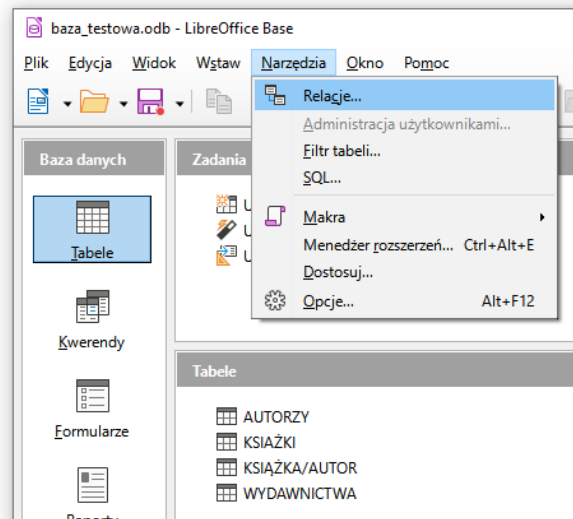 baza_testowa.odb - LibreOffice Base
Plik Edycja Widok Wstaw Narzędzia Okno Pomoc
Relacje...
Administracja użytkownikami...
Filtr tabeli...
SQL...
Makra
Menedżer rozszerzeń... Ctrl+Alt+E
Dostosuj...
Opcje... Alt+F12
Baza danych
Tabele
Kwerendy
Formularze
Zadania
U
U
U
Tabele
AUTORZY
KSIAŻKI
KSIĄŻKA/AUTOR
WYDAWNICTWA